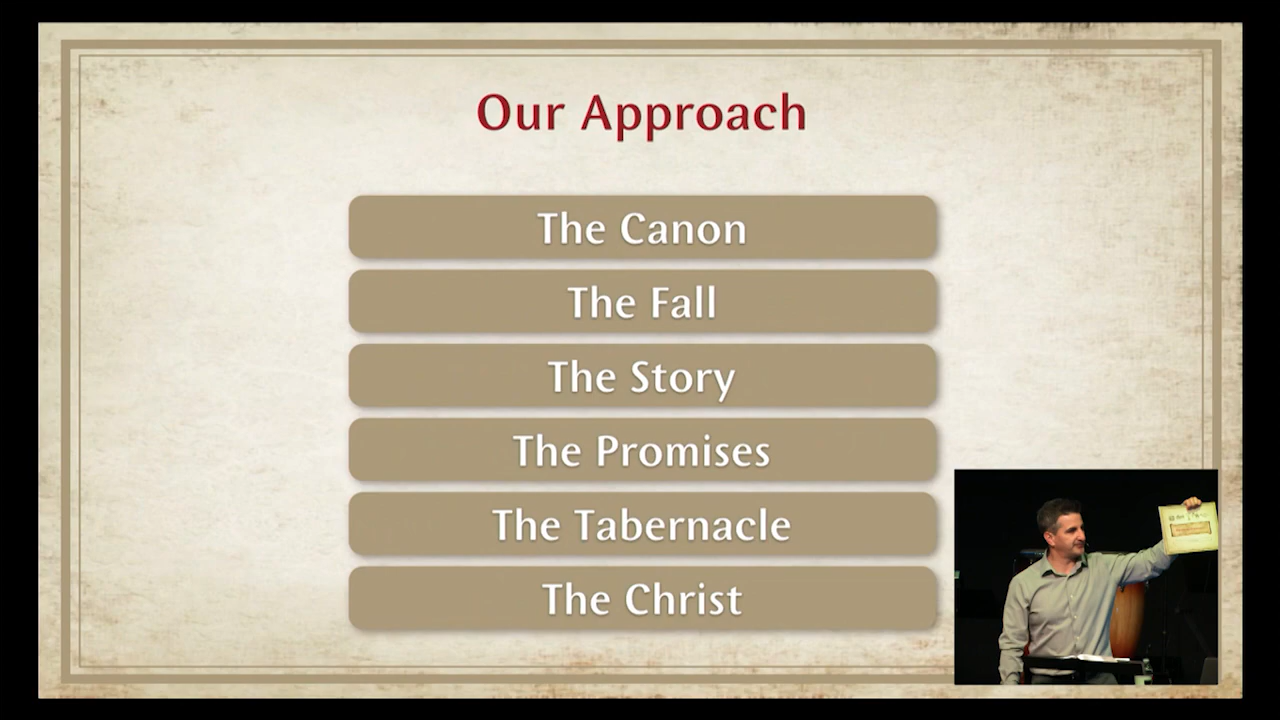 Our Approach
The Canon
The Fall
The Story
The Promises
The Tabernacle
The Christ